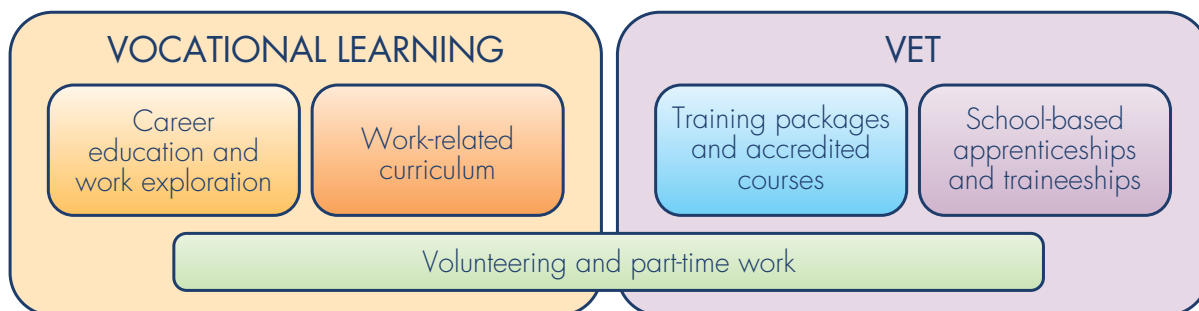 VOCATIONAL LEARNING
Career
education and
work exploration
Work-related
curriculum
VET
Training packages
and accredited
courses
School-based
apprenticeships
and traineeships
Volunteering and part-time work